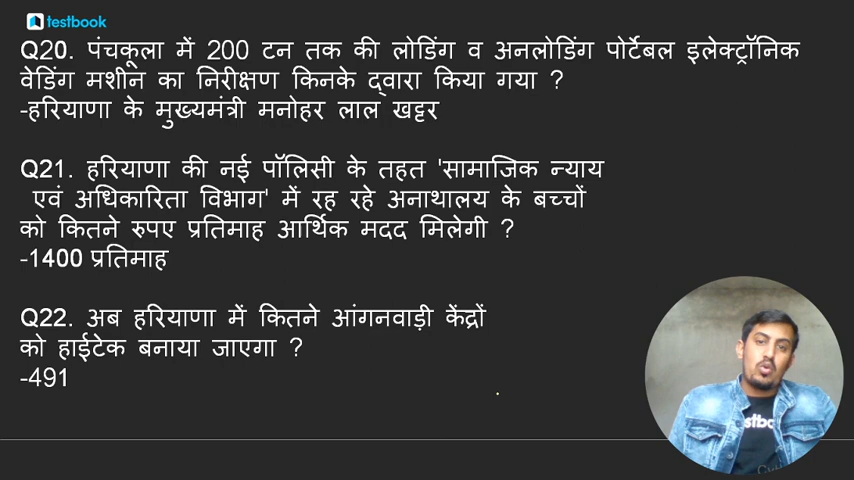 testbook
Q20. पंचकूला में 200 टन तक की लोडिंग व अनलोडिंग पोर्टेबल इलेक्ट्रॉनिक
वेडिंग मशीन का निरीक्षण किनके द्वारा किया गया ?
-हरियाणा के मुख्यमंत्री मनोहर लाल खट्टर
Q21. हरियाणा की नई पॉलिसी के तहत 'सामाजिक न्याय
एवं अधिकारिता विभाग' में रह रहे अनाथालय के बच्चों
को कितने रुपए प्रतिमाह आर्थिक मदद मिलेगी ?
-1400 प्रतिमाह
Q22. अब हरियाणा में कितने आंगनवाड़ी केंद्रों
को हाईटेक बनाया जाएगा ?
-491